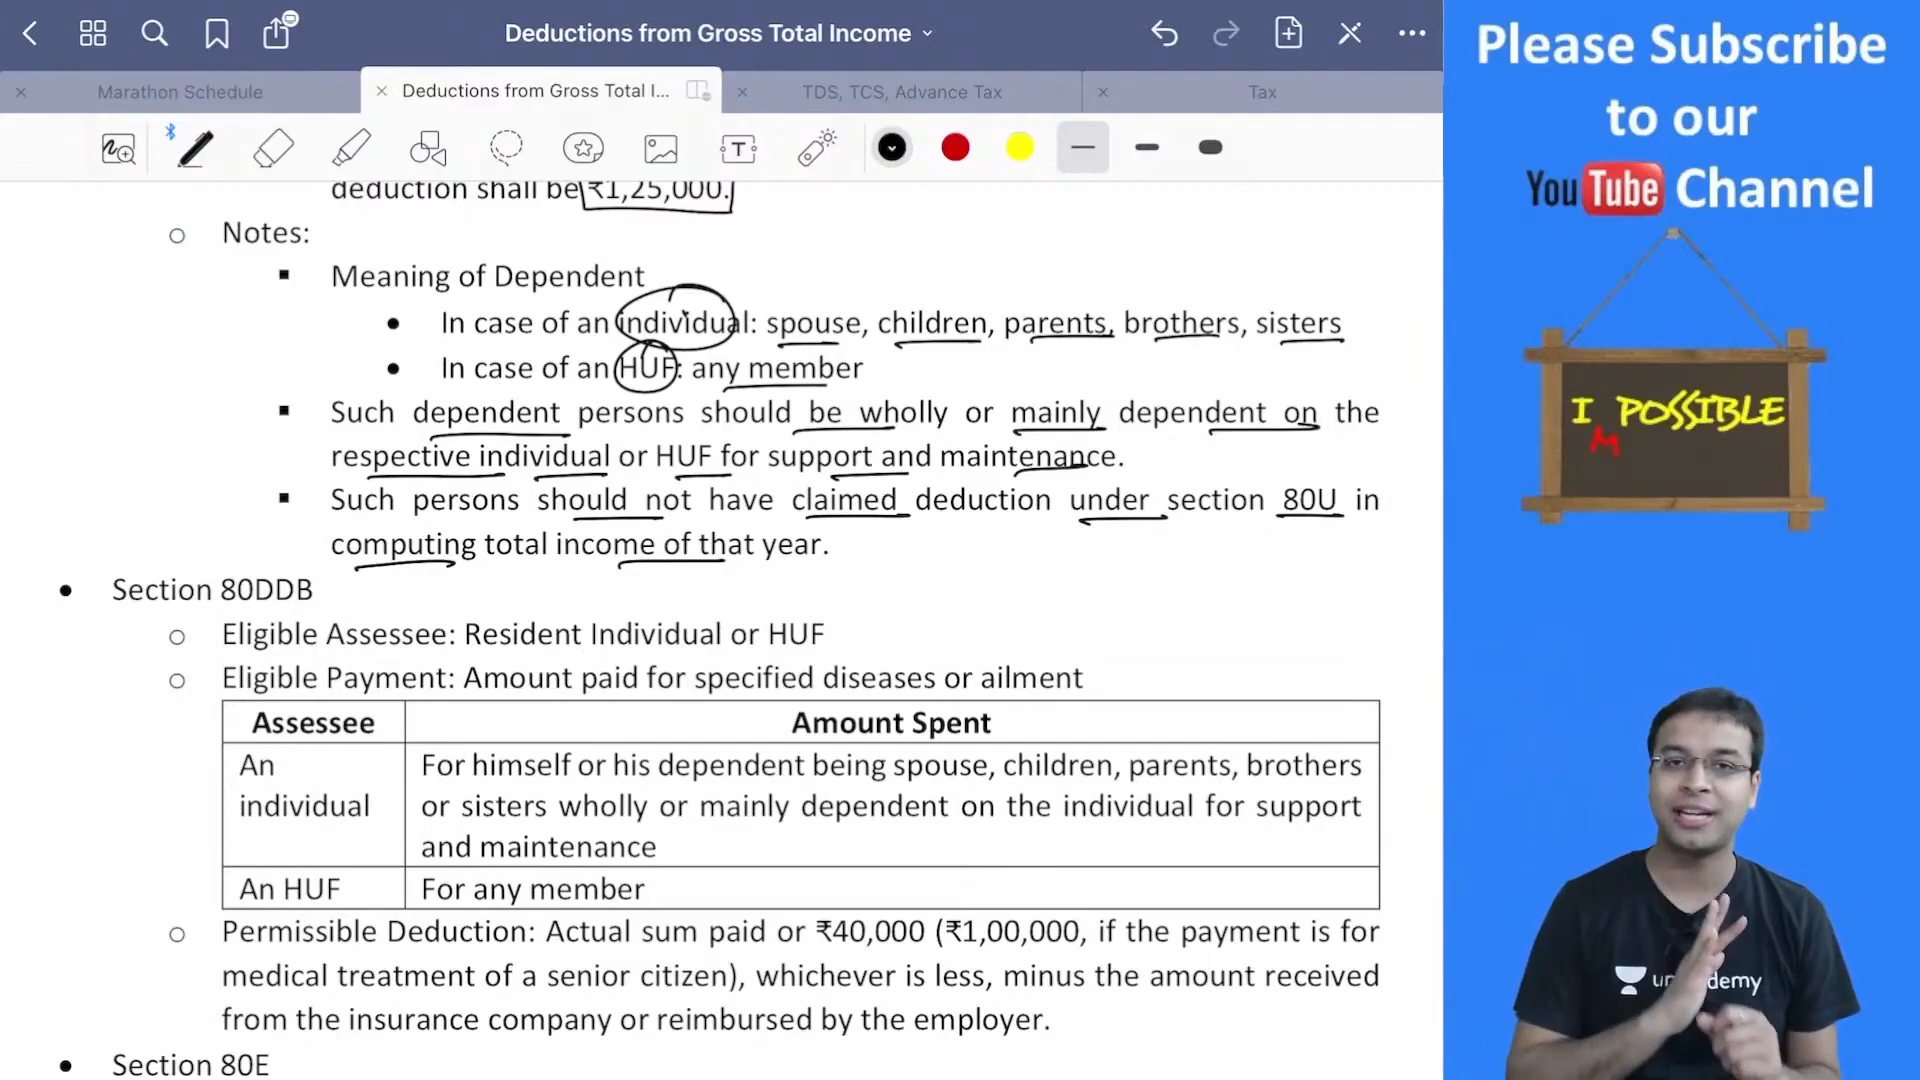 Deductions from Gross Total Income
Marathon Schedule
Deductions from Gross Total I...
TDS, TCS, Advance Tax
Tax
deduction shall be ₹1,25,000.
Notes:
Meaning of Dependent
In case of an individual: spouse, children, parents, brothers, sisters
In case of an HUF: any member
Such dependent persons should be wholly or mainly dependent on the
respective individual or HUF for support and maintenance.
Such persons should not have claimed deduction under section 80U in
computing total income of that year.
Section 80DDB
Eligible Assessee: Resident Individual or HUF
Eligible Payment: Amount paid for specified diseases or ailment
Assessee Amount Spent
An For himself or his dependent being spouse, children, parents, brothers
individual or sisters wholly or mainly dependent on the individual for support
and maintenance
An HUF For any member
Permissible Deduction: Actual sum paid or ₹40,000 (₹1,00,000, if the payment is for
medical treatment of a senior citizen), whichever is less, minus the amount received
from the insurance company or reimbursed by the employer.
Section 80E
Please Subscribe
to our
YouTube Channel
I POSSIBLE
M